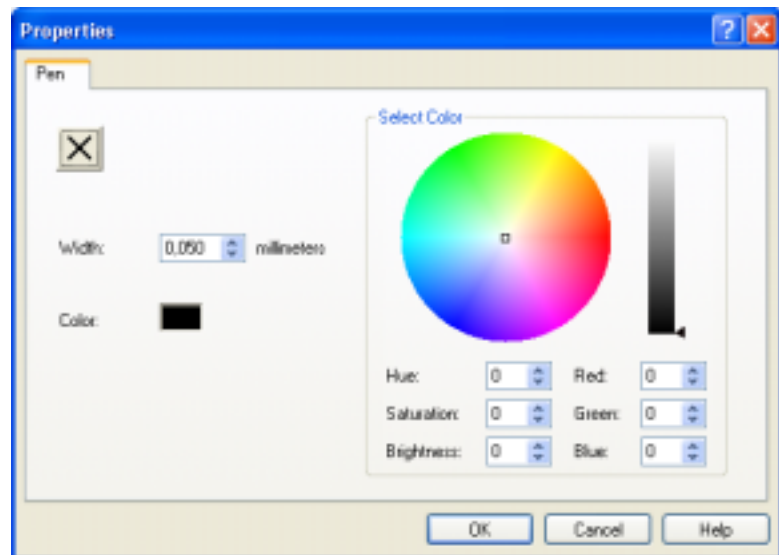 Properties
Pen
Select Color
Width: 0,050 millimeters
Color:
Hue: 0 Red: 0
Saturation: 0 Green: 0
Brightness: 0 Blue: 0
OK Cancel Help